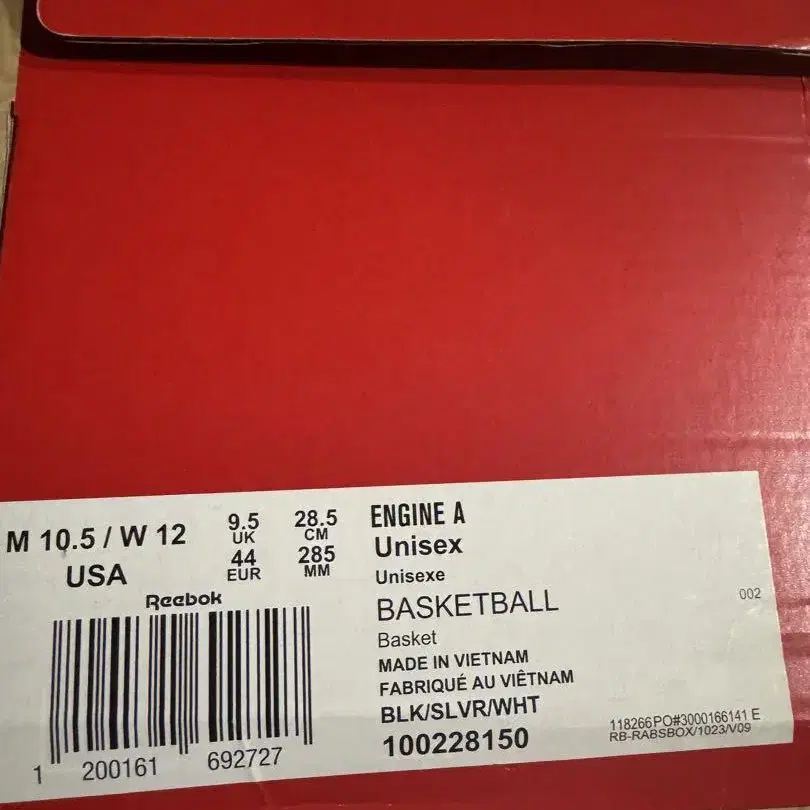 M 10.5 / W 12
USA
9.5
UK
44
EUR
28.5
CM
285
MM
Reebok
1 200161 692727
ENGINE A
Unisex
Unisexe
BASKETBALL
Basket
MADE IN VIETNAM
FABRIQUÉ AU VIÊTNAM
BLK/SLVR/WHT
100228150
002
118266PO#3000166141 E
RB-RABSBOX/1023/V09